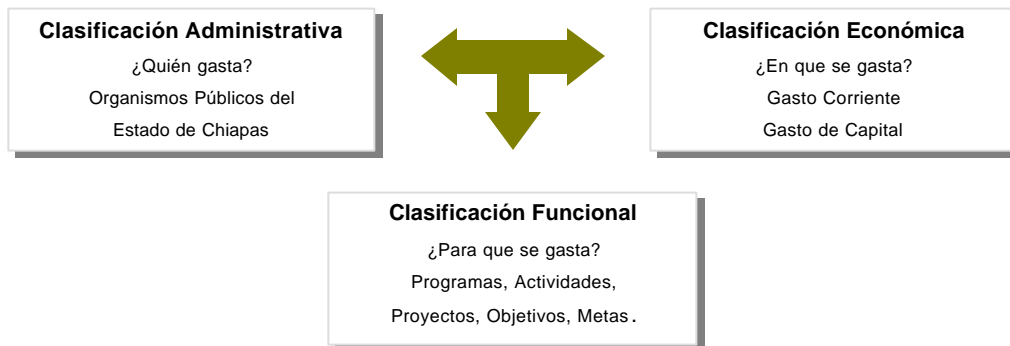 Clasificación Administrativa
¿Quién gasta?
Organismos Públicos del
Estado de Chiapas
Clasificación Económica
¿En que se gasta?
Gasto Corriente
Gasto de Capital
Clasificación Funcional
¿Para que se gasta?
Programas, Actividades,
Proyectos, Objetivos, Metas.